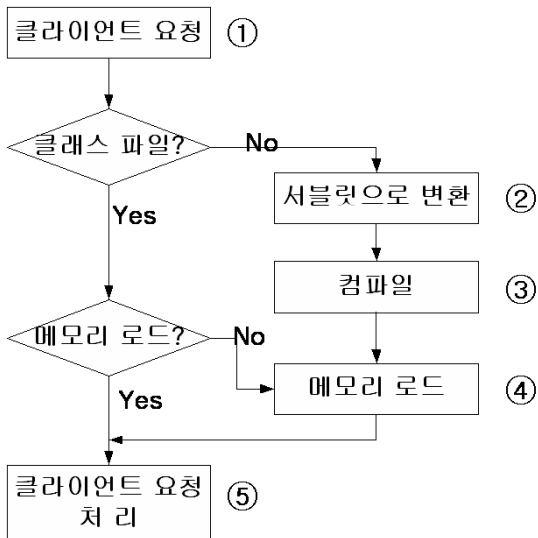 클라이언트 요청 ①
클래스 파일?
No
서블릿으로 변환 ②
Yes
컴파일 ③
메모리 로드?
No
메모리 로드 ④
Yes
클라이언트 요청
처 리 ⑤